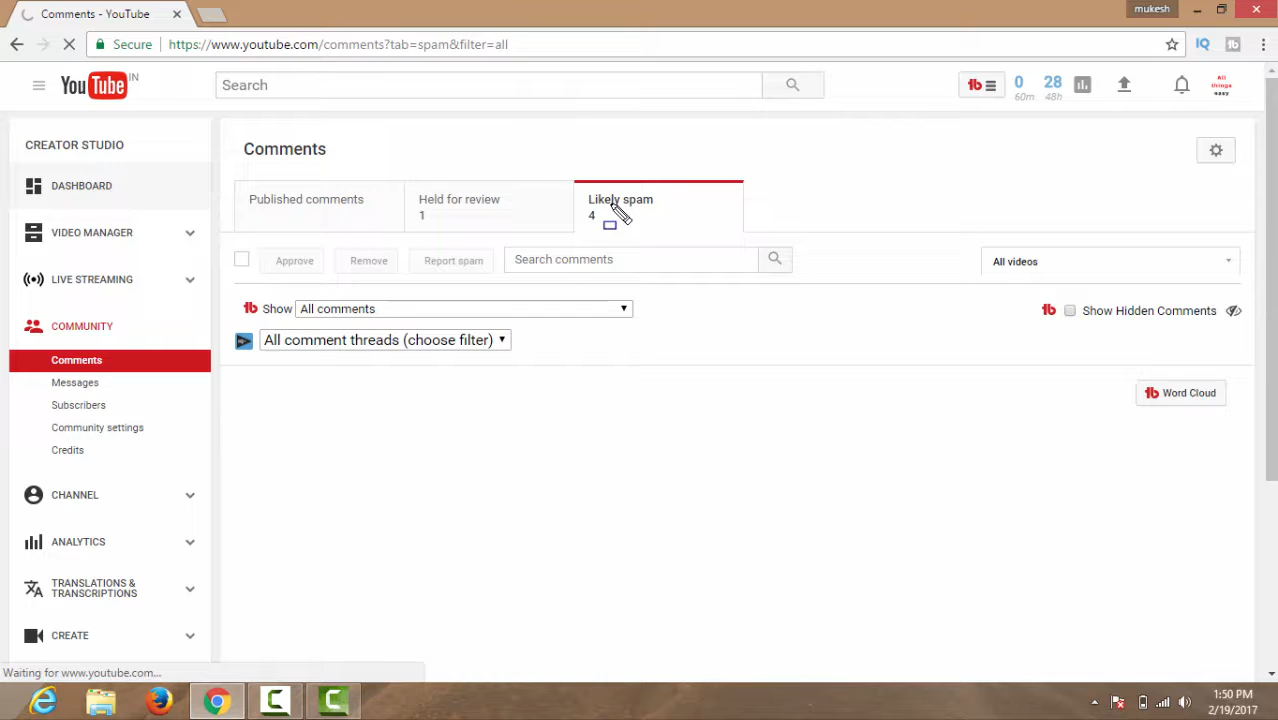 Comments - YouTube
mukesh
Secure https://www.youtube.com/comments?tab=spam&filter=all
YouTube IN
Search
0 60m
28 48h
All things easy
CREATOR STUDIO
DASHBOARD
VIDEO MANAGER
LIVE STREAMING
COMMUNITY
Comments
Messages
Subscribers
Community settings
Credits
CHANNEL
ANALYTICS
TRANSLATIONS &
TRANSCRIPTIONS
CREATE
Comments
Published comments
Held for review
1
Likely spam
4
Approve Remove Report spam Search comments All videos
Show All comments Show Hidden Comments
All comment threads (choose filter)
Word Cloud
Waiting for www.youtube.com...
1:50 PM
2/19/2017